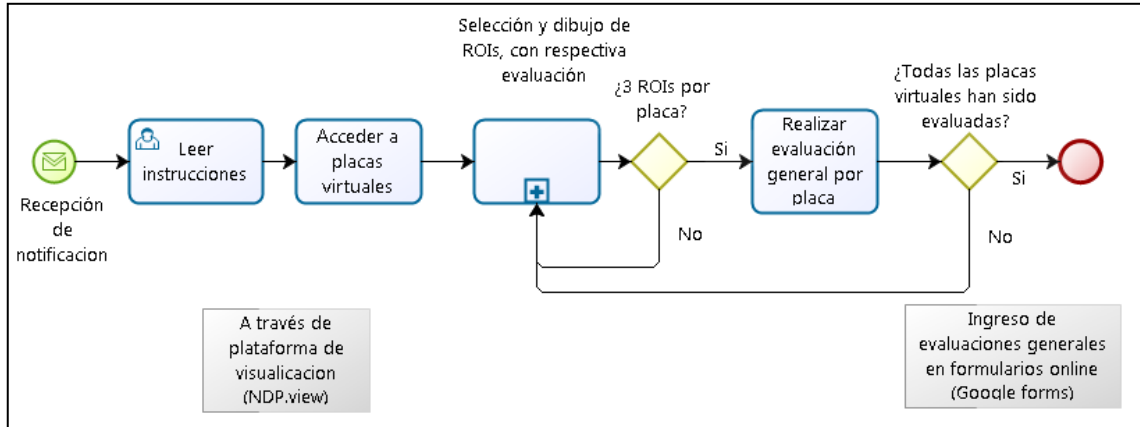 Recepción
de
notificacion
Leer
instrucciones
Acceder a
placas
virtuales
Selección y dibujo de
ROIs, con respectiva
evaluación
¿3 ROIs por
placa?
Si
No
Realizar
evaluación
general por
placa
¿Todas las placas
virtuales han sido
evaluadas?
Si
No
A través de
plataforma de
visualicacion
(NDP.view)
Ingreso de
evaluaciones generales
en formularios online
(Google forms)